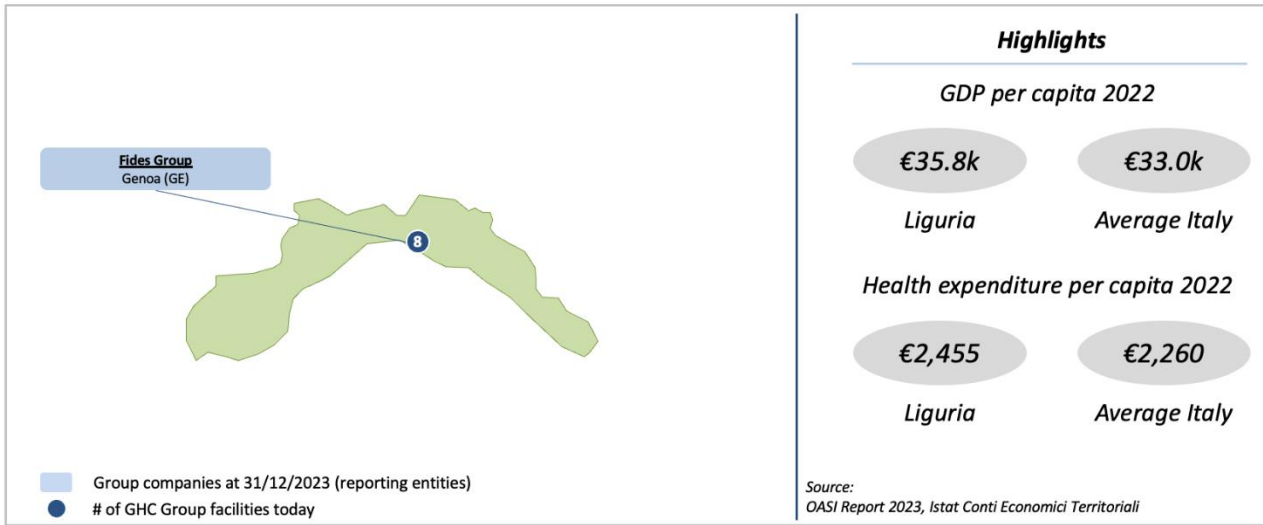 Fides Group
Genoa (GE)
8
Group companies at 31/12/2023 (reporting entities)
# of GHC Group facilities today
Highlights
GDP per capita 2022
€35.8k €33.0k
Liguria Average Italy
Health expenditure per capita 2022
€2,455 €2,260
Liguria Average Italy
Source:
OASI Report 2023, Istat Conti Economici Territoriali